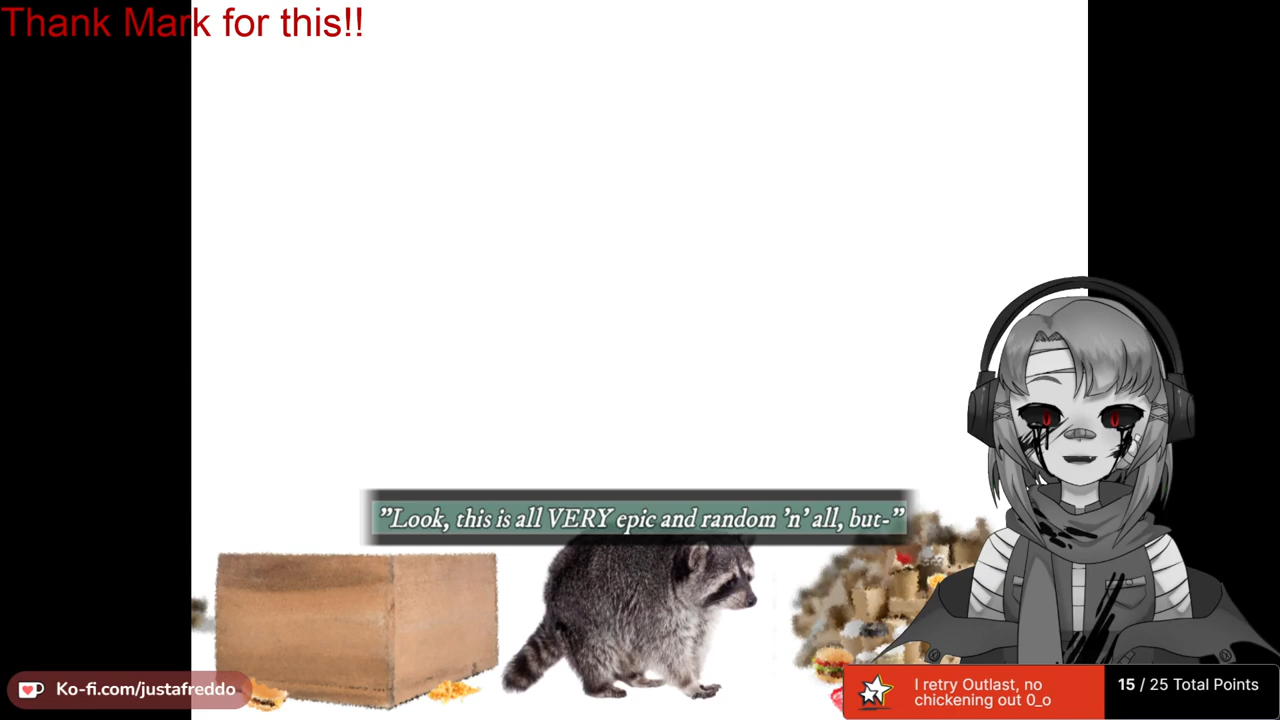 Thank Mark for this!!
"Look, this is all VERY epic and random 'n' all, but-"
Ko-fi.com/justafreddo
I retry Outlast, no
chickening out 0_o
15 / 25 Total Points